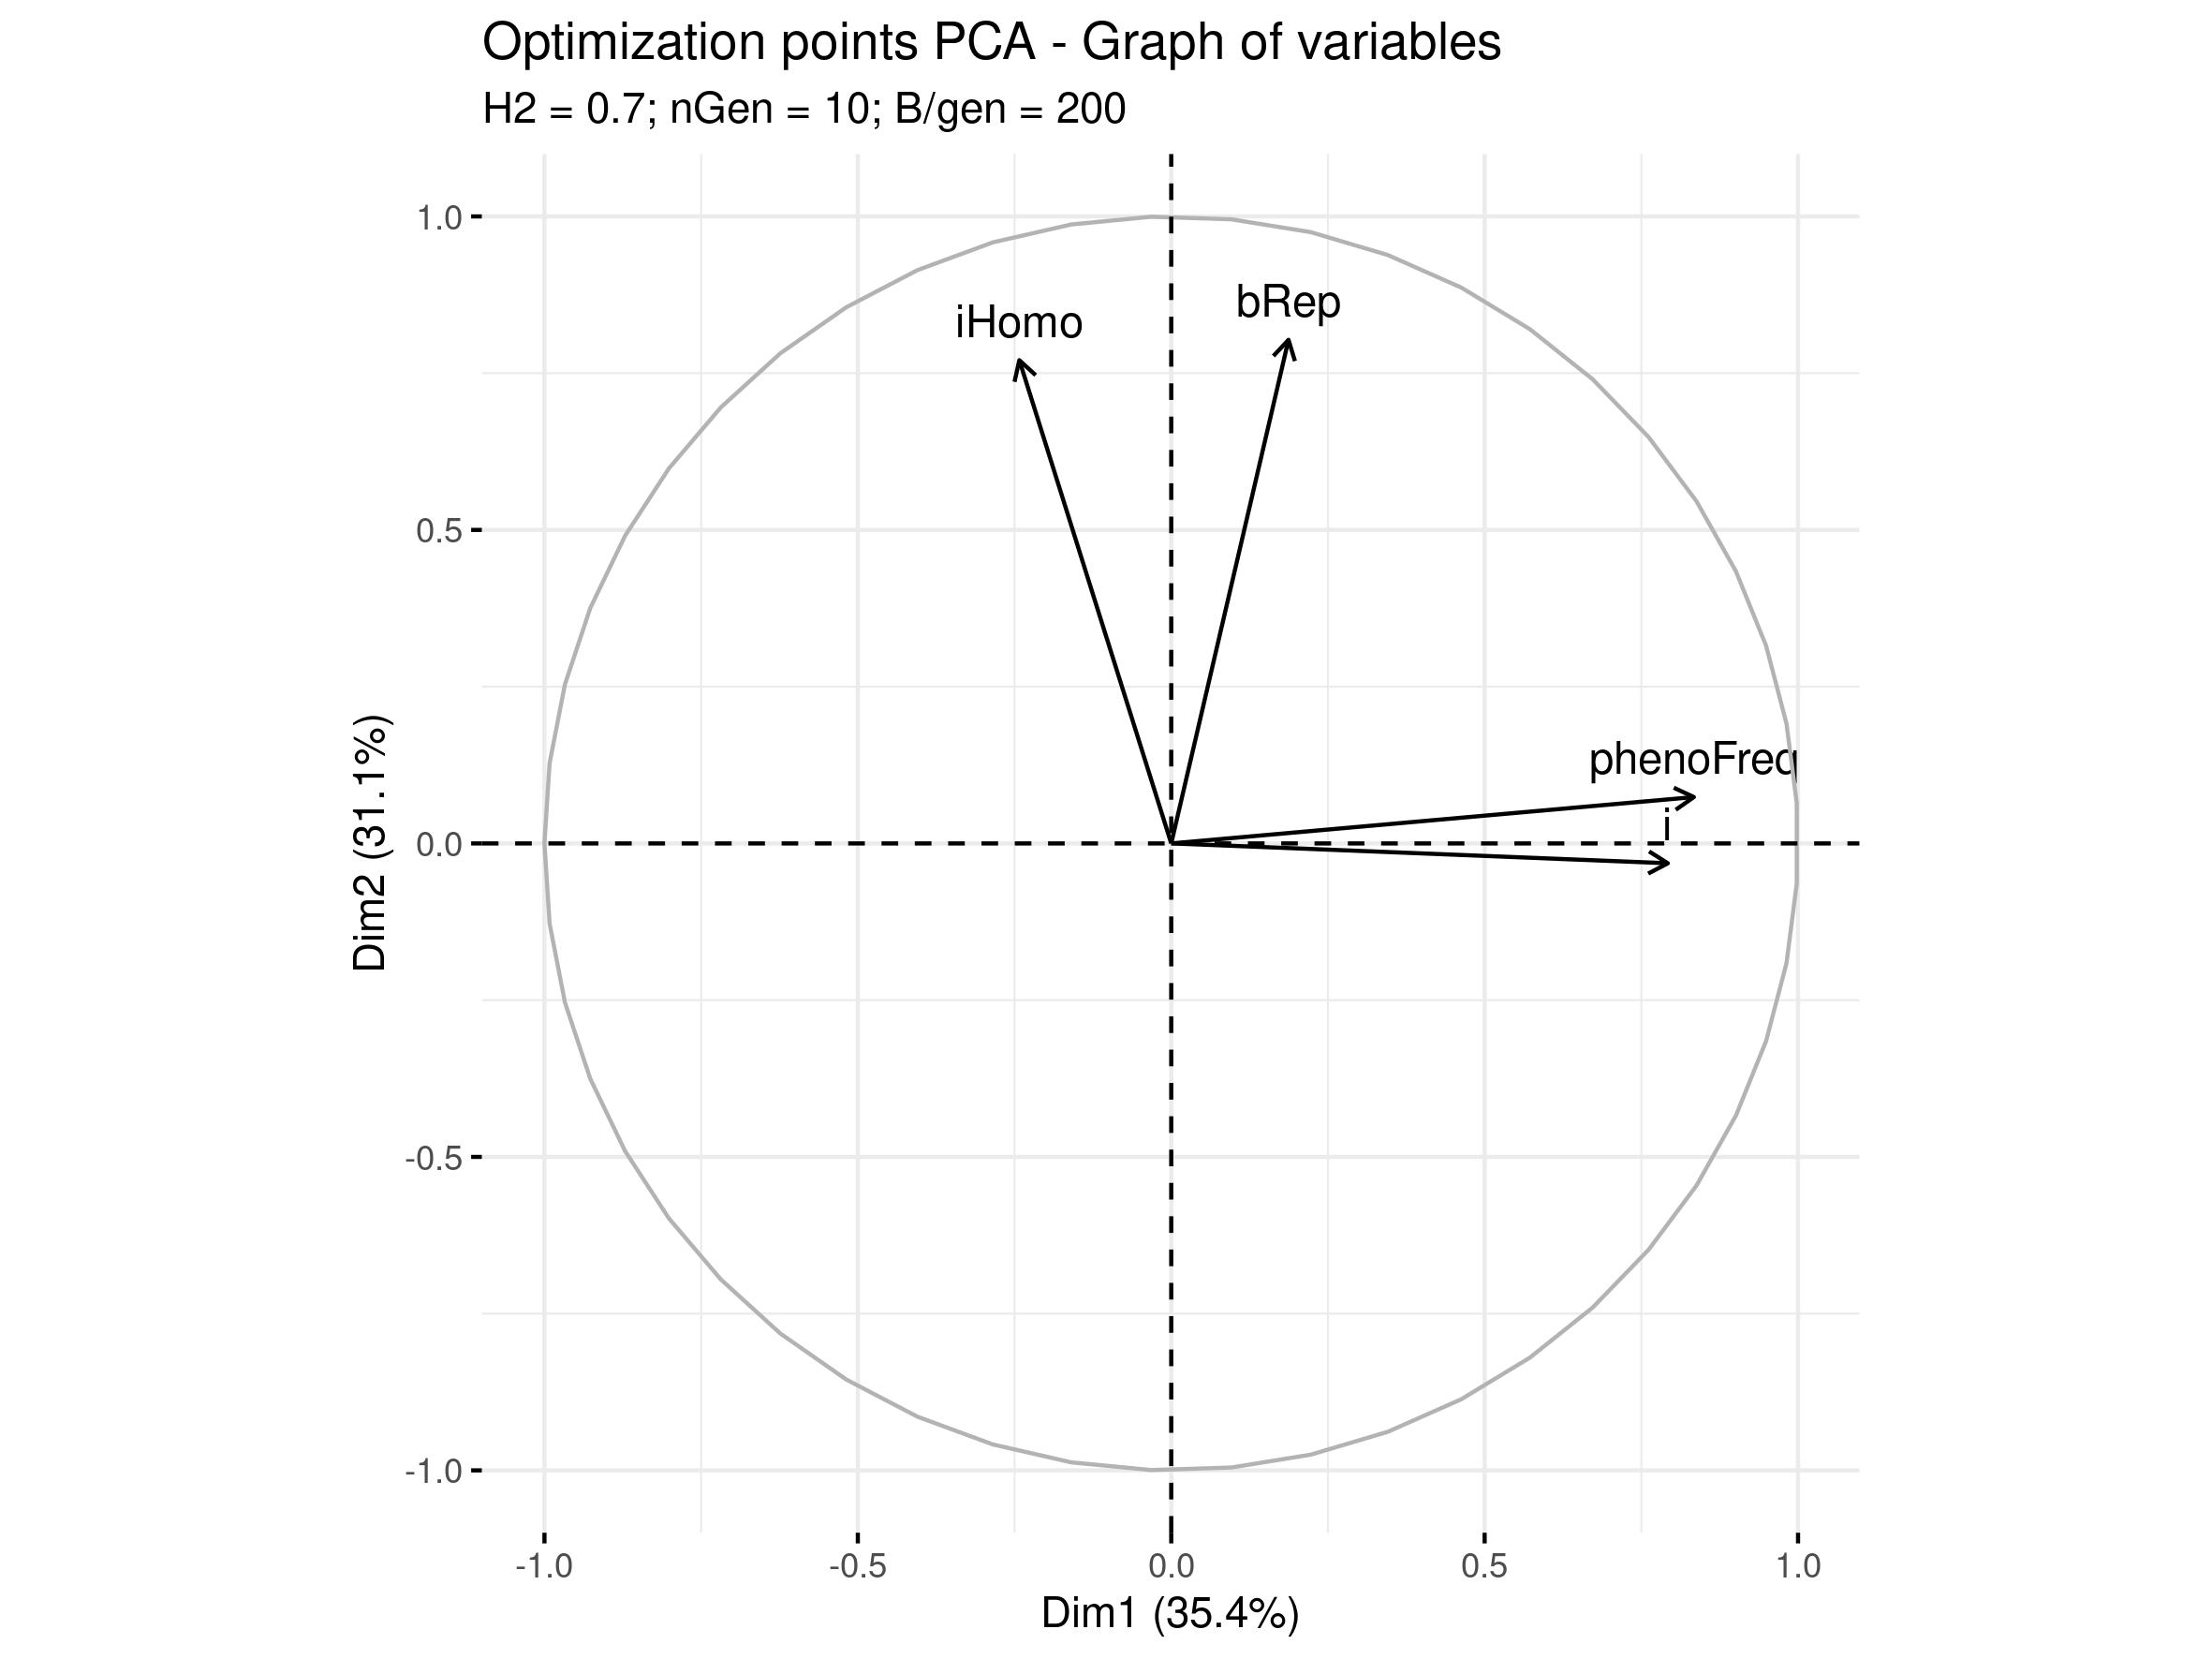 Optimization points PCA - Graph of variables
H2 = 0.7; nGen = 10; B/gen = 200
1.0
0.5
0.0
-0.5
-1.0
Dim2 (31.1%)
iHomo
bRep
phenoFreq
i
-1.0
-0.5
0.0
0.5
1.0
Dim1 (35.4%)